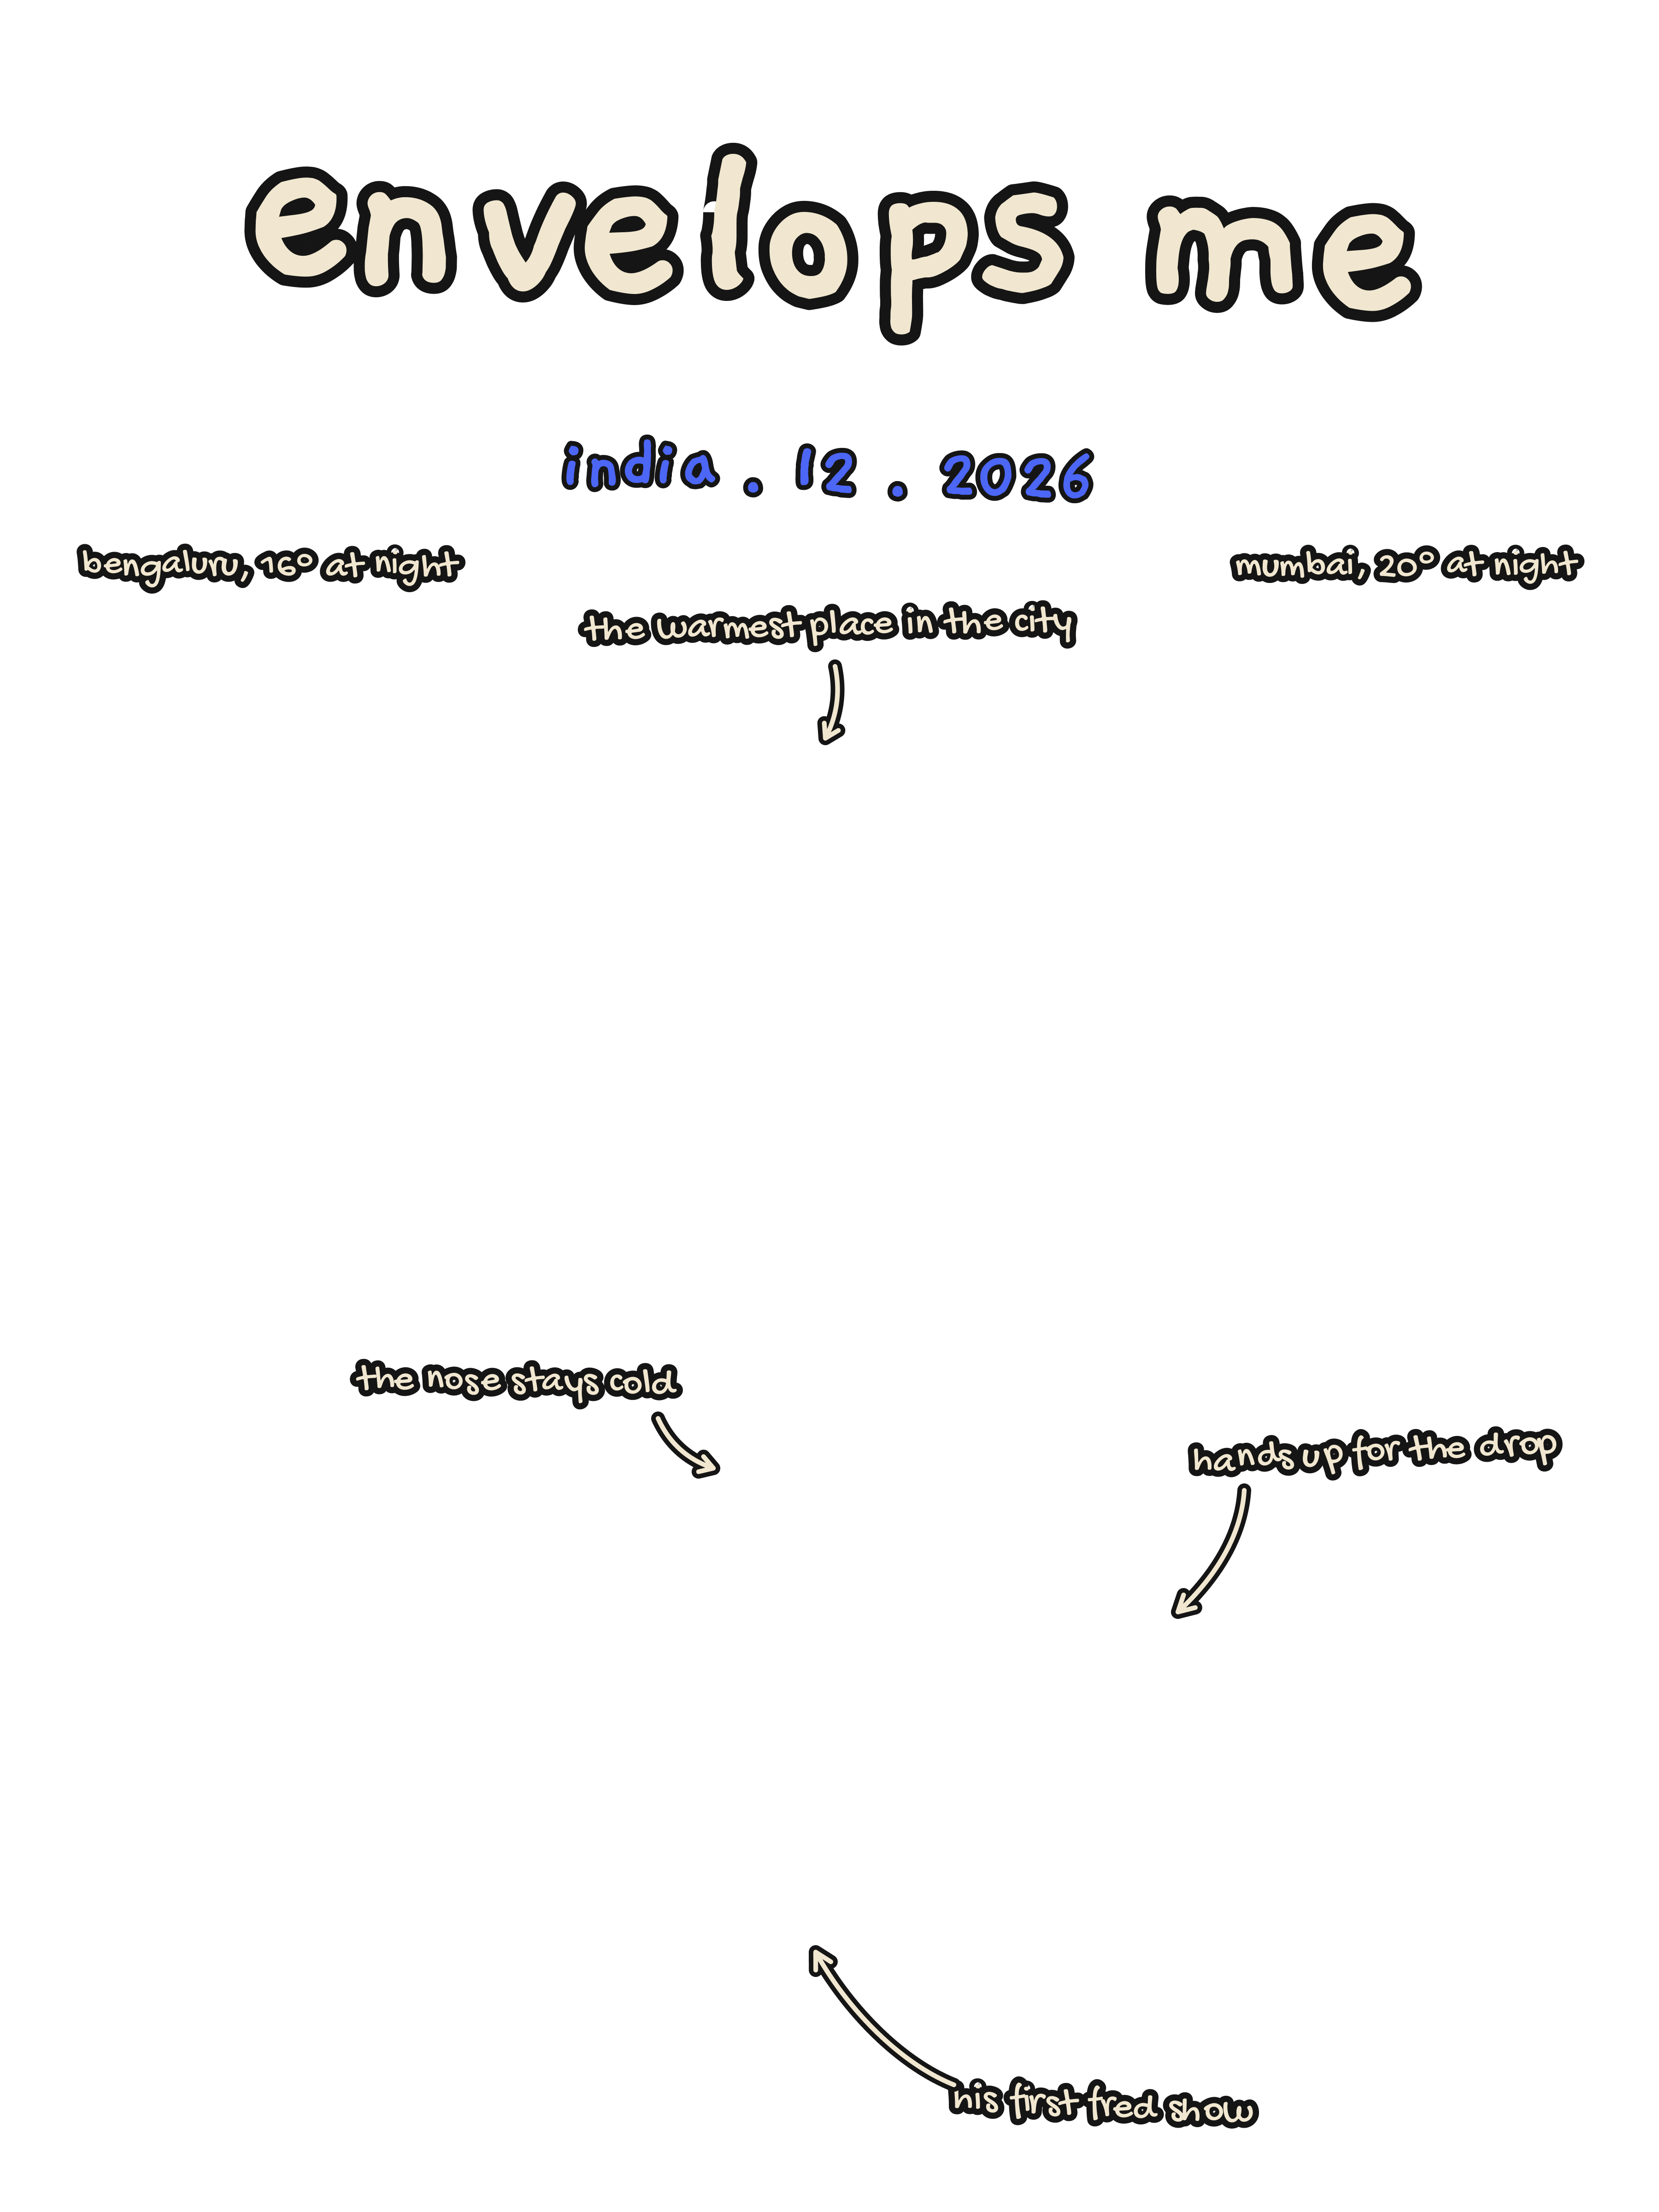 envelops me
india . 12 . 2026
bengaluru, 16° at night
mumbai, 20° at night
the warmest place in the city
the nose stays cold
hands up for the drop
his first fred show